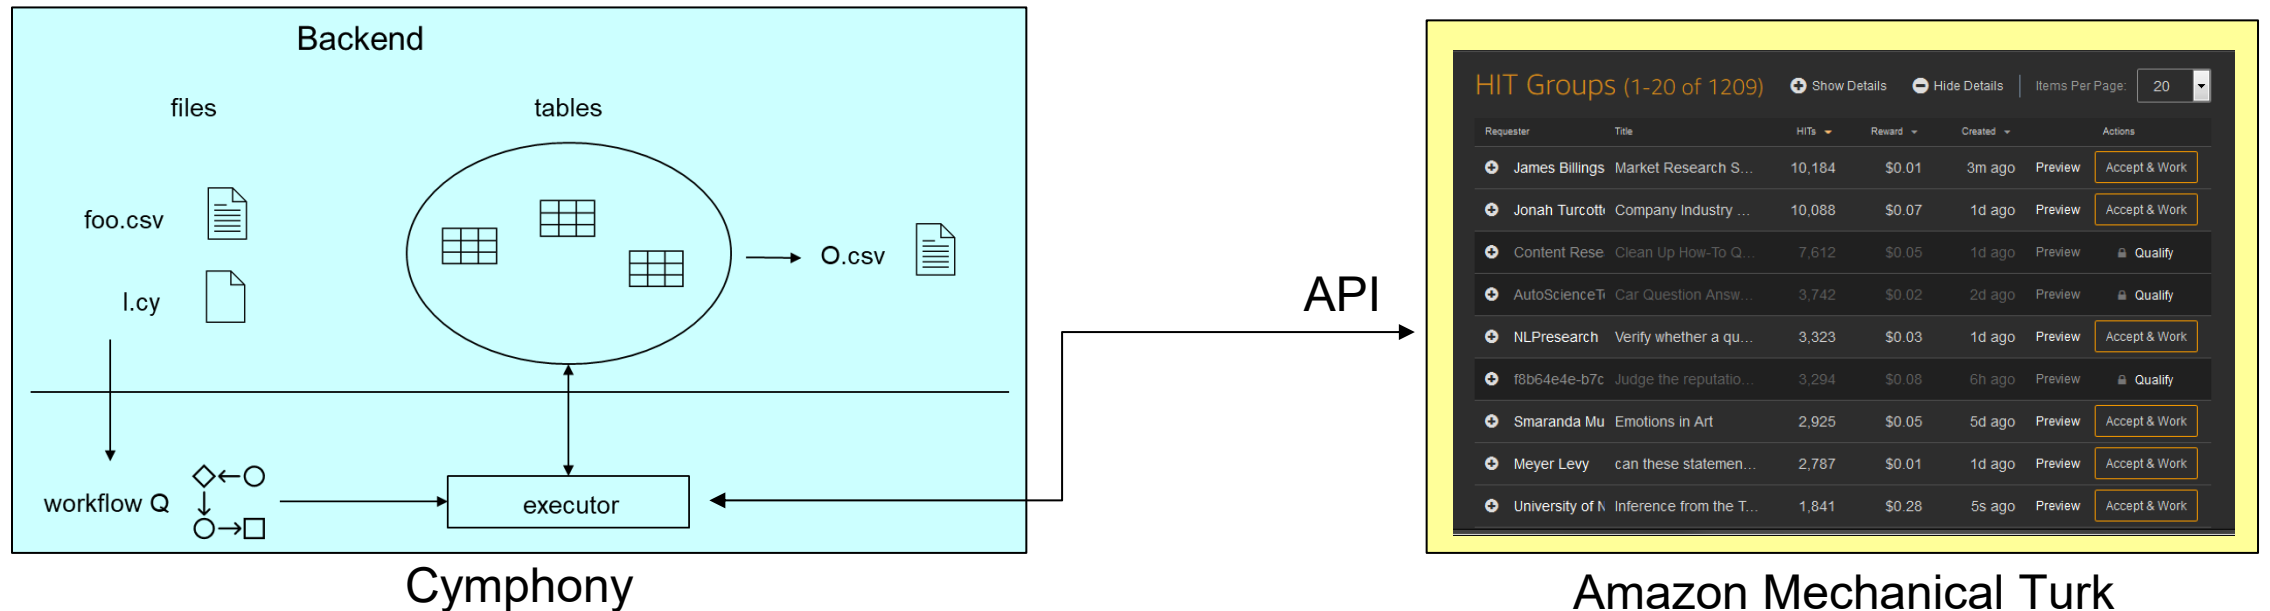 Backend
files
tables
foo.csv
I.cy
O.csv
workflow Q
executor
Cymphony
API
HIT Groups (1-20 of 1209) Show Details Hide Details Items Per Page: 20
Requester Title HITs Reward Created Actions
James Billings Market Research S... 10,184 $0.01 3m ago Preview Accept & Work
Jonah Turcott Company Industry ... 10,088 $0.07 1d ago Preview Accept & Work
Content Rese Clean Up How-To Q... 7,612 $0.05 1d ago Preview Qualify
AutoScienceT Car Question Answ... 3,742 $0.02 2d ago Preview Qualify
NLPresearch Verify whether a qu... 3,323 $0.03 1d ago Preview Accept & Work
f8b64e4e-b7c Judge the reputatio... 3,294 $0.08 6h ago Preview Qualify
Smaranda Mu Emotions in Art 2,925 $0.05 5d ago Preview Accept & Work
Meyer Levy can these statemen... 2,787 $0.01 1d ago Preview Accept & Work
University of N Inference from the T... 1,841 $0.28 5s ago Preview Accept & Work
Amazon Mechanical Turk